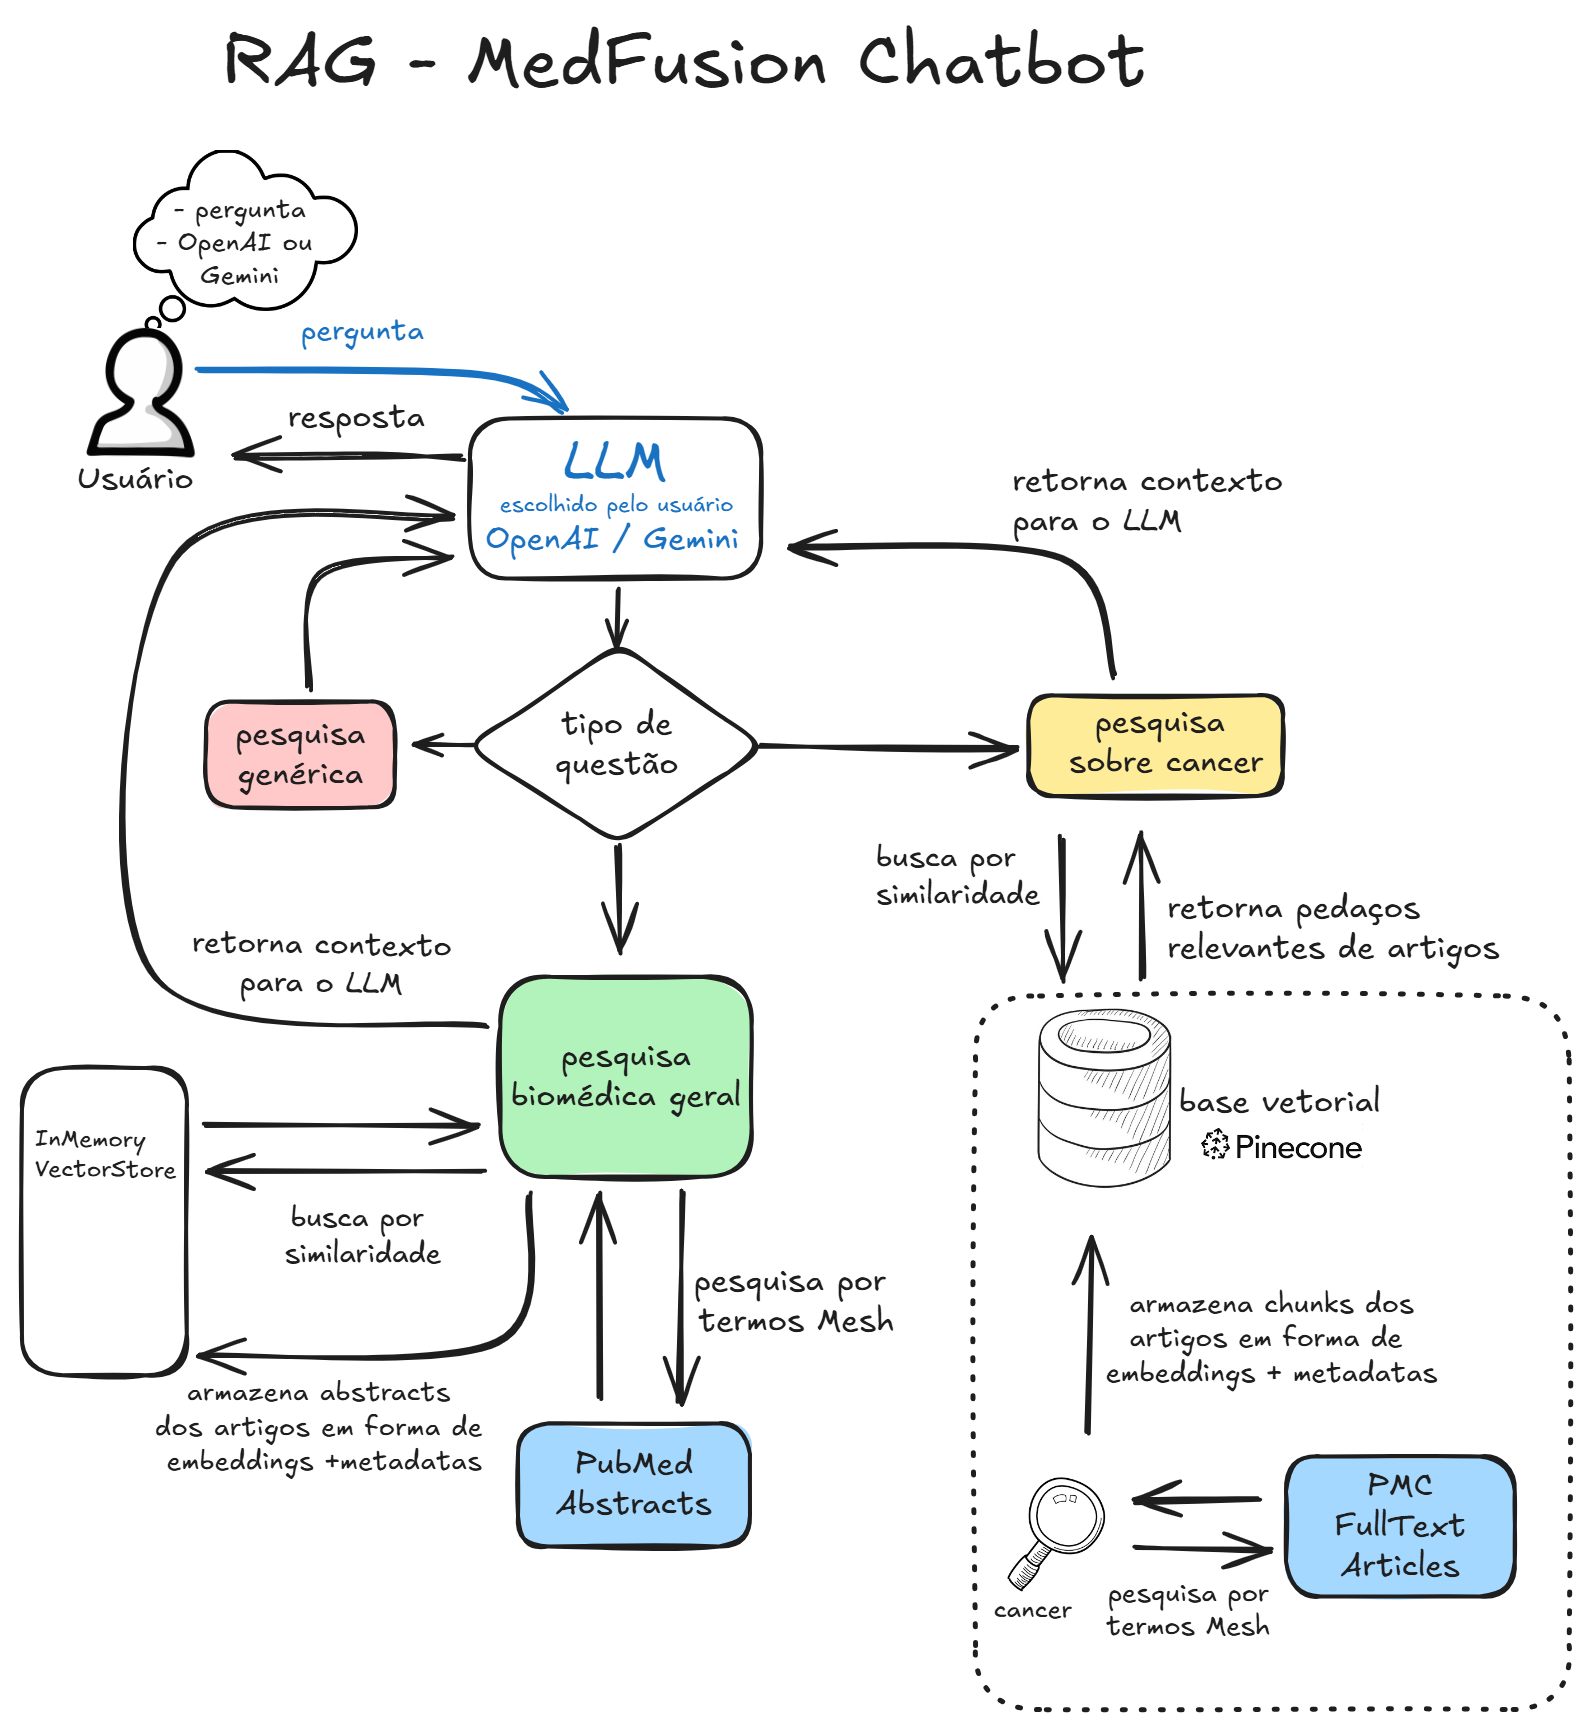 RAG - MedFusion Chatbot
- pergunta
- OpenAI ou
Gemini
pergunta
resposta
Usuário
LLM
escolhido pelo usuário
OpenAI / Gemini
retorna contexto
para o LLM
pesquisa
genérica
tipo de
questão
pesquisa
sobre cancer
busca por
similaridade
retorna pedaços
relevantes de artigos
retorna contexto
para o LLM
pesquisa
biomédica geral
InMemory
VectorStore
busca por
similaridade
armazena abstracts
dos artigos em forma de
embeddings +metadatas
pesquisa por
termos Mesh
PubMed
Abstracts
base vetorial
Pinecone
armazena chunks dos
artigos em forma de
embeddings + metadatas
cancer
pesquisa por
termos Mesh
PMC
FullText
Articles